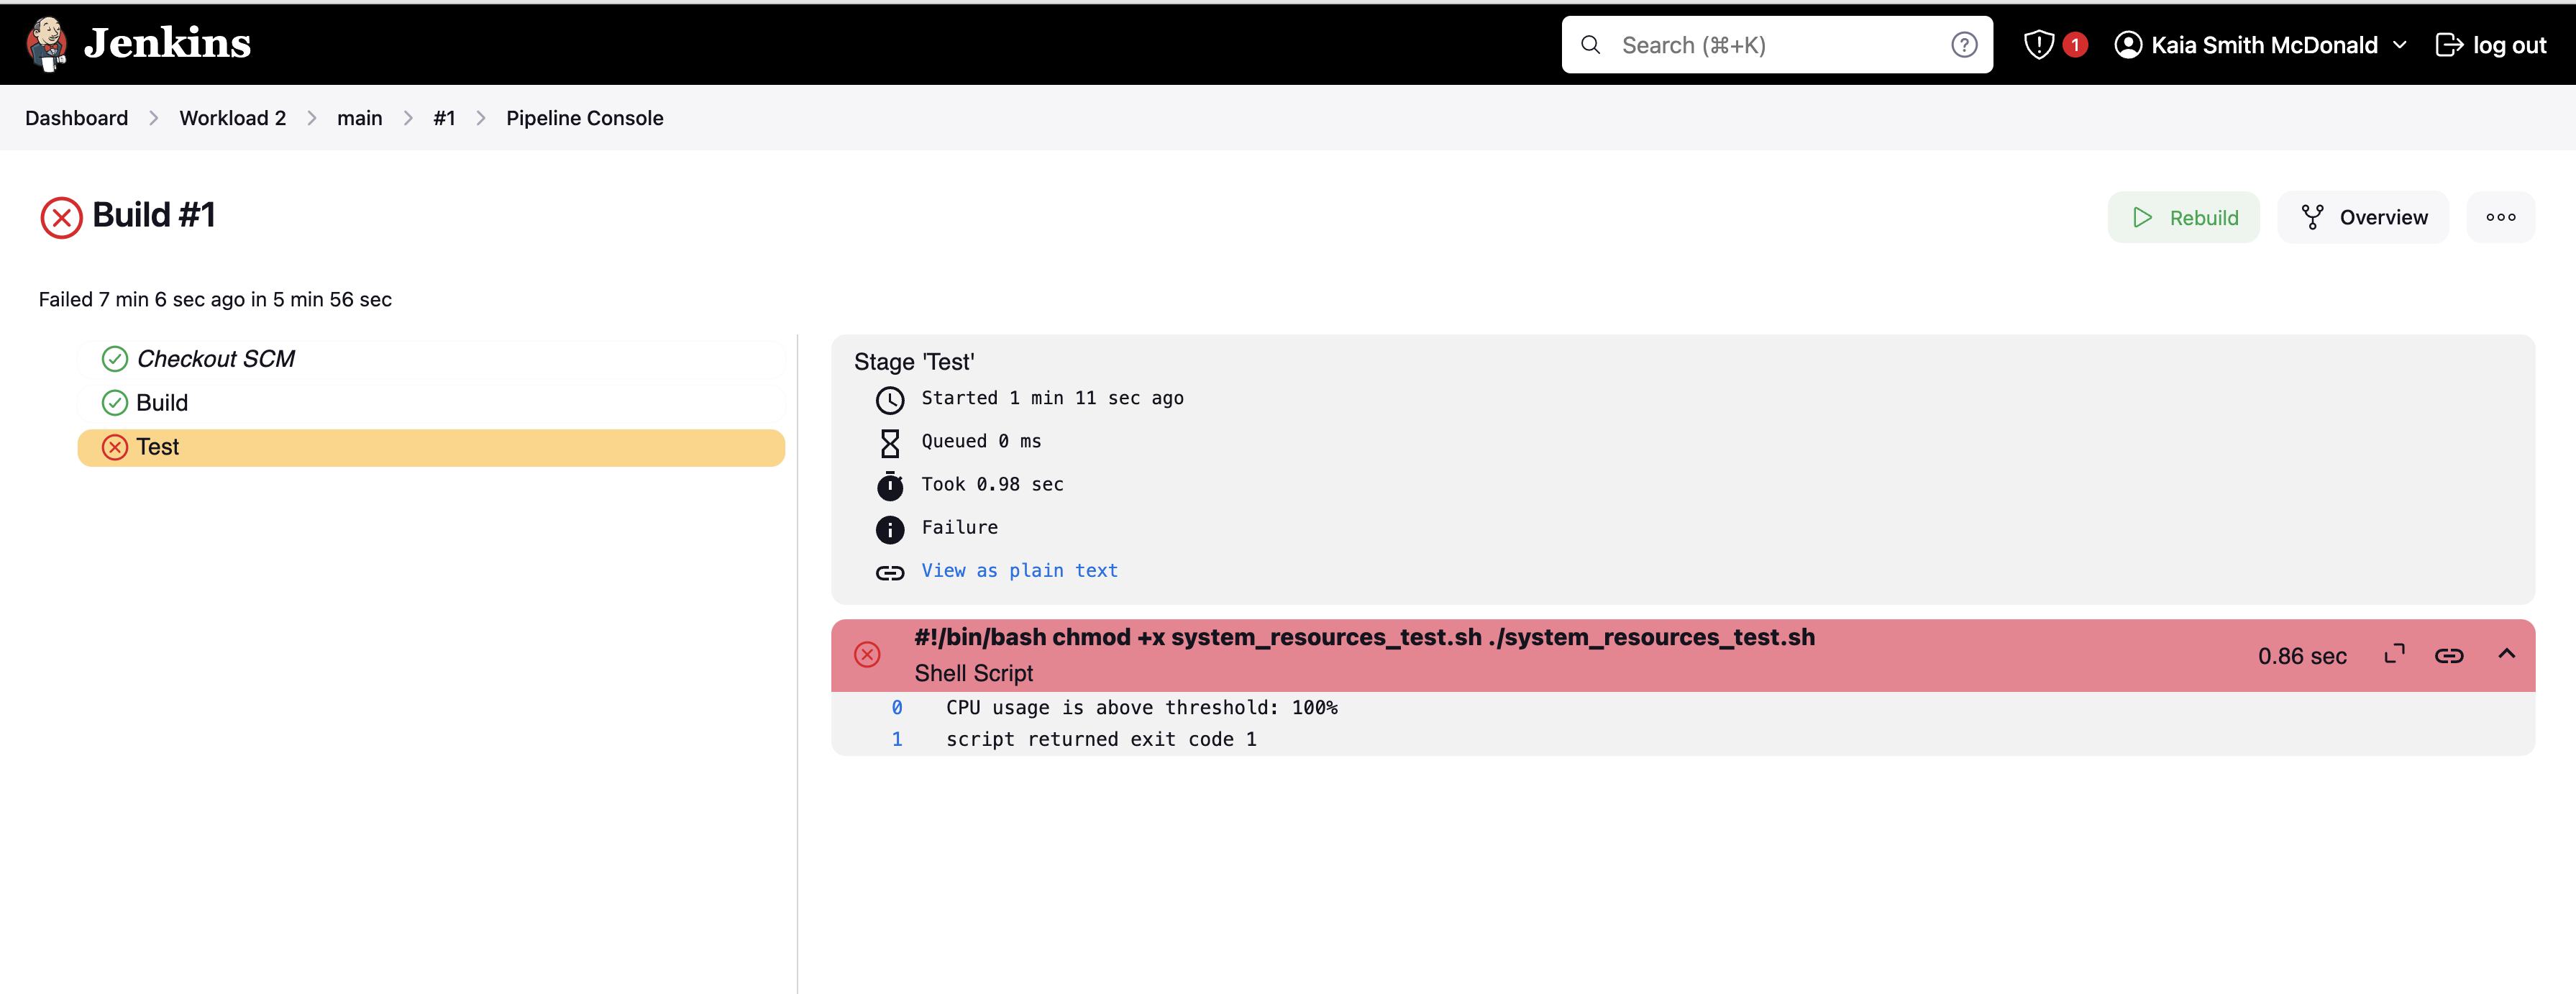 Jenkins
Search (⌘+K)
1
Kaia Smith McDonald
log out
Dashboard > Workload 2 > main > #1 > Pipeline Console
Build #1
Rebuild
Overview
Failed 7 min 6 sec ago in 5 min 56 sec
Checkout SCM
Build
Test
Stage 'Test'
Started 1 min 11 sec ago
Queued 0 ms
Took 0.98 sec
Failure
View as plain text
#!/bin/bash chmod +x system_resources_test.sh ./system_resources_test.sh
Shell Script
0.86 sec
0 CPU usage is above threshold: 100%
1 script returned exit code 1